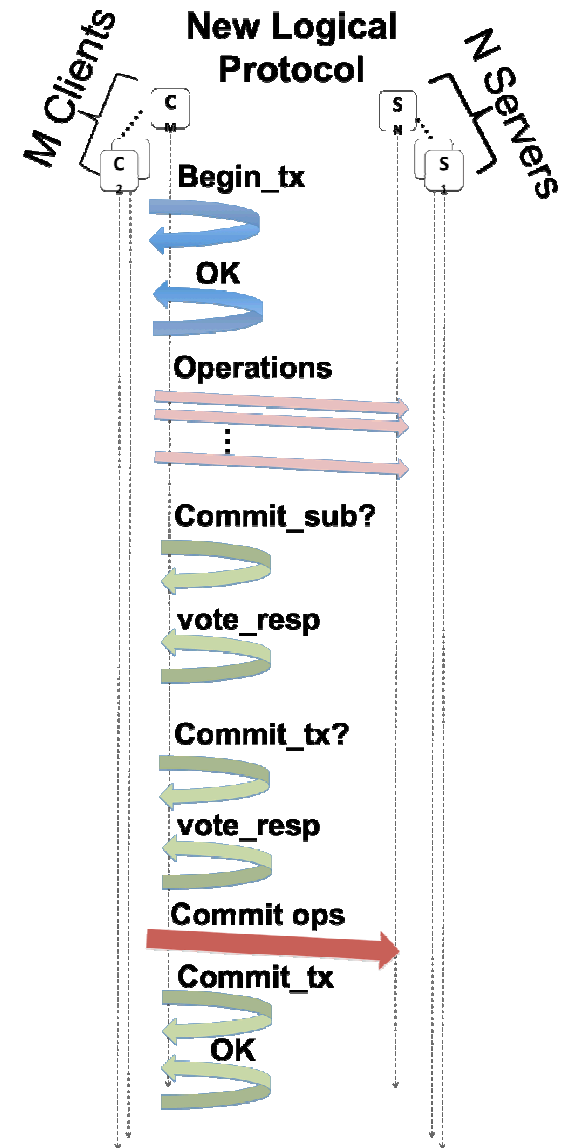 New Logical
Protocol
M Clients
N Servers
C
M
S
N
C
2
S
1
Begin_tx
OK
Operations
Commit_sub?
vote_resp
Commit_tx?
vote_resp
Commit ops
Commit_tx
OK